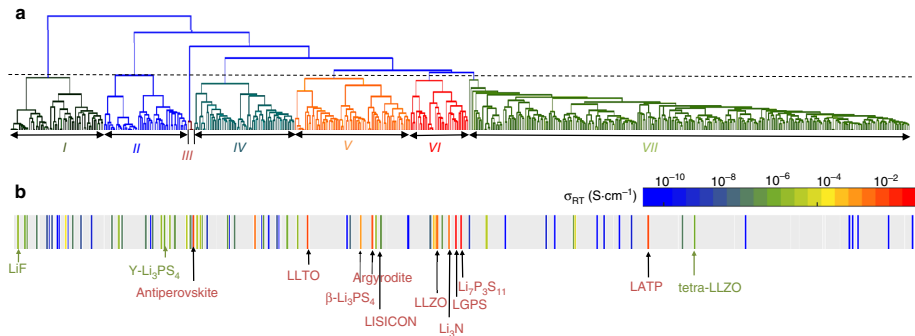 a
I II III IV V VI VII
b
σRT (S·cm⁻¹)
10⁻¹⁰ 10⁻⁸ 10⁻⁶ 10⁻⁴ 10⁻²
LiF
Υ-Li₃PS₄
Antiperovskite
LLTO
β-Li₃PS₄
Argyrodite
LISICON
LLZO
Li₃N
LGPS
Li₇P₃S₁₁
LATP
tetra-LLZO